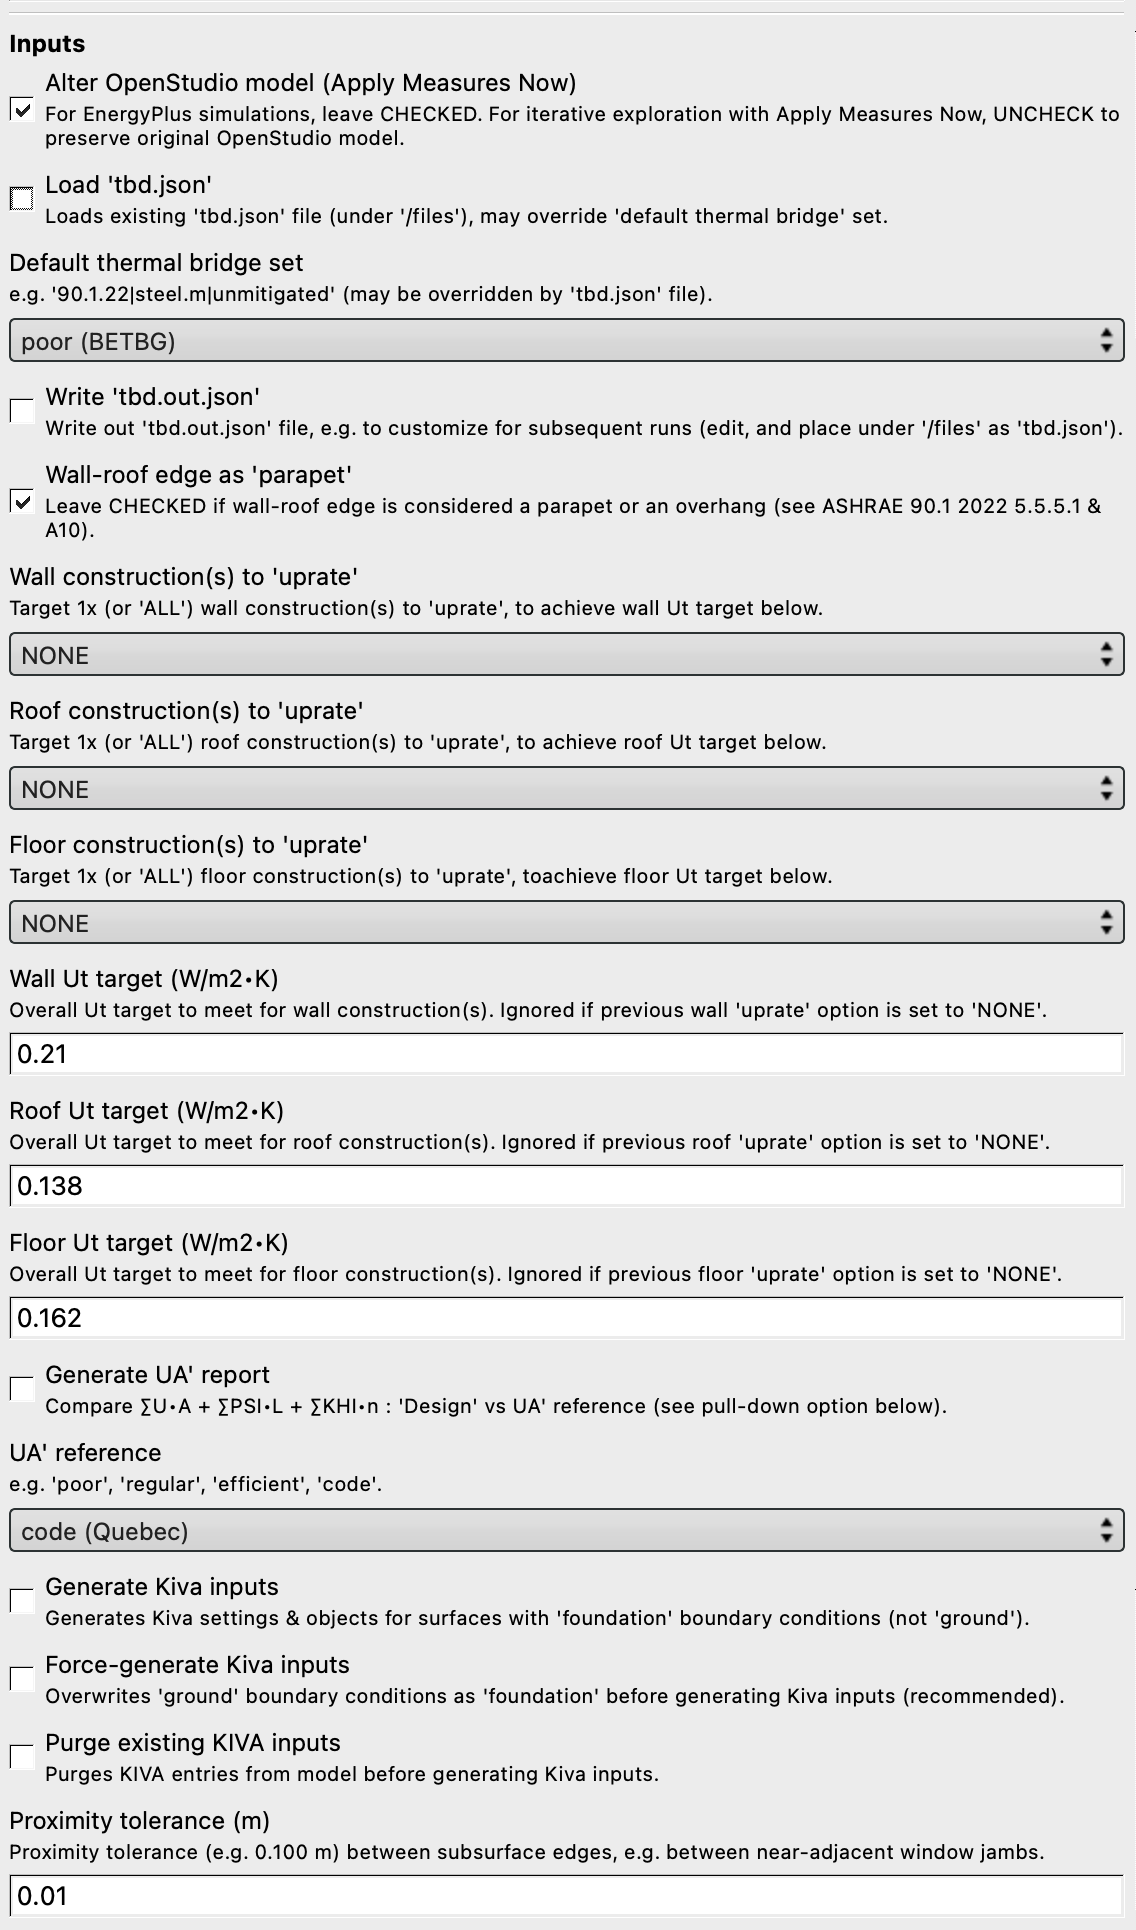 Inputs
Alter OpenStudio model (Apply Measures Now)
For EnergyPlus simulations, leave CHECKED. For iterative exploration with Apply Measures Now, UNCHECK to
preserve original OpenStudio model.
Load 'tbd.json'
Loads existing 'tbd.json' file (under '/files'), may override 'default thermal bridge' set.
Default thermal bridge set
e.g. '90.1.22|steel.m|unmitigated' (may be overridden by 'tbd.json' file).
poor (BETBG)
Write 'tbd.out.json'
Write out 'tbd.out.json' file, e.g. to customize for subsequent runs (edit, and place under '/files' as 'tbd.json').
Wall-roof edge as 'parapet'
Leave CHECKED if wall-roof edge is considered a parapet or an overhang (see ASHRAE 90.1 2022 5.5.5.1 &
A10).
Wall construction(s) to 'uprate'
Target 1x (or 'ALL') wall construction(s) to 'uprate', to achieve wall Ut target below.
NONE
Roof construction(s) to 'uprate'
Target 1x (or 'ALL') roof construction(s) to 'uprate', to achieve roof Ut target below.
NONE
Floor construction(s) to 'uprate'
Target 1x (or 'ALL') floor construction(s) to 'uprate', toachieve floor Ut target below.
NONE
Wall Ut target (W/m2•K)
Overall Ut target to meet for wall construction(s). Ignored if previous wall 'uprate' option is set to 'NONE'.
0.21
Roof Ut target (W/m2•K)
Overall Ut target to meet for roof construction(s). Ignored if previous roof 'uprate' option is set to 'NONE'.
0.138
Floor Ut target (W/m2•K)
Overall Ut target to meet for floor construction(s). Ignored if previous floor 'uprate' option is set to 'NONE'.
0.162
Generate UA' report
Compare ∑U•A + ∑PSI•L + ∑KHI•n : 'Design' vs UA' reference (see pull-down option below).
UA' reference
e.g. 'poor', 'regular', 'efficient', 'code'.
code (Quebec)
Generate Kiva inputs
Generates Kiva settings & objects for surfaces with 'foundation' boundary conditions (not 'ground').
Force-generate Kiva inputs
Overwrites 'ground' boundary conditions as 'foundation' before generating Kiva inputs (recommended).
Purge existing KIVA inputs
Purges KIVA entries from model before generating Kiva inputs.
Proximity tolerance (m)
Proximity tolerance (e.g. 0.100 m) between subsurface edges, e.g. between near-adjacent window jambs.
0.01